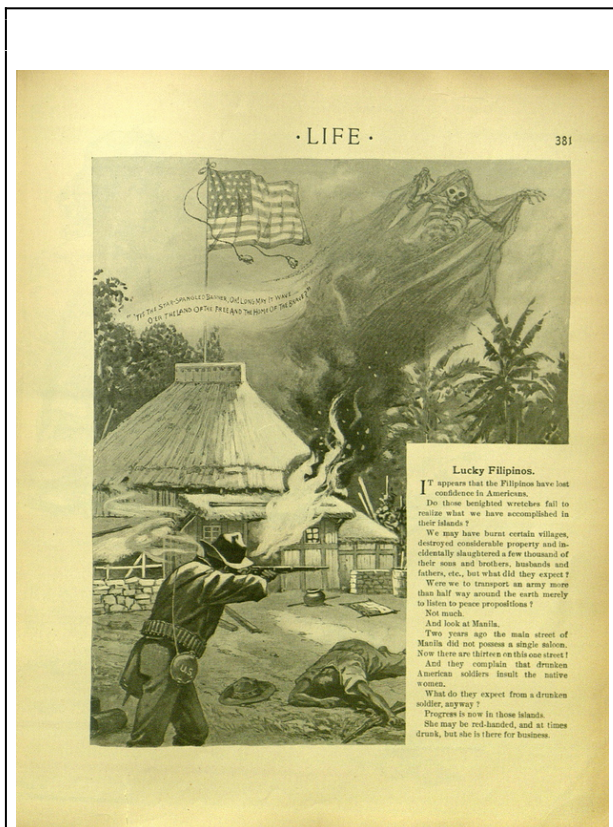 · LIFE ·
381
"'TIS THE STAR-SPANGLED BANNER, OH! LONG MAY IT WAVE
O'ER THE LAND OF THE FREE AND THE HOME OF THE BRAVE!"
U.S.
Lucky Filipinos.
IT appears that the Filipinos have lost
confidence in Americans.
Do those benighted wretches fail to
realize what we have accomplished in
their islands ?
We may have burnt certain villages,
destroyed considerable property and in-
cidentally slaughtered a few thousand of
their sons and brothers, husbands and
fathers, etc., but what did they expect ?
Were we to transport an army more
than half way around the earth merely
to listen to peace propositions ?
Not much.
And look at Manila.
Two years ago the main street of
Manila did not possess a single saloon.
Now there are thirteen on this one street !
And they complain that drunken
American soldiers insult the native
women.
What do they expect from a drunken
soldier, anyway ?
Progress is now in those islands.
She may be red-handed, and at times
drunk, but she is there for business.